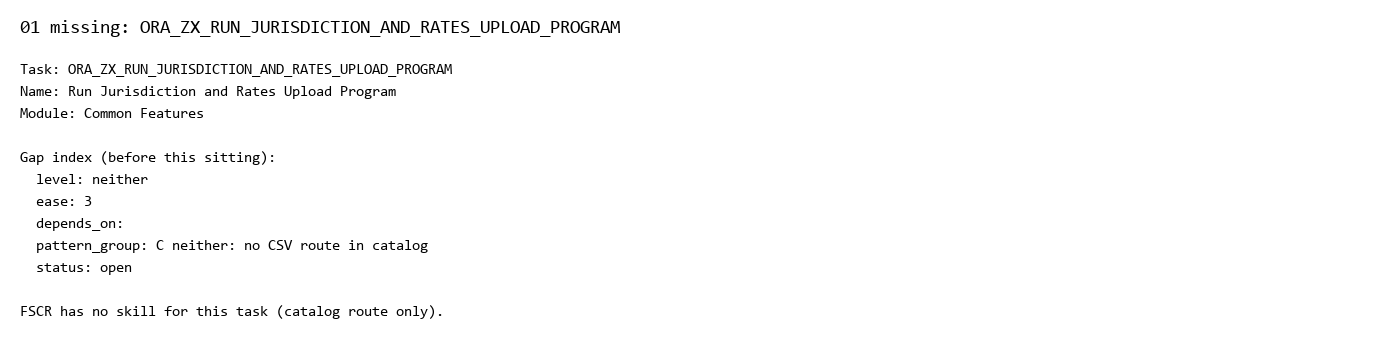 01 missing: ORA_ZX_RUN_JURISDICTION_AND_RATES_UPLOAD_PROGRAM
Task: ORA_ZX_RUN_JURISDICTION_AND_RATES_UPLOAD_PROGRAM
Name: Run Jurisdiction and Rates Upload Program
Module: Common Features
Gap index (before this sitting):
level: neither
ease: 3
depends_on:
pattern_group: C neither: no CSV route in catalog
status: open
FSCR has no skill for this task (catalog route only).